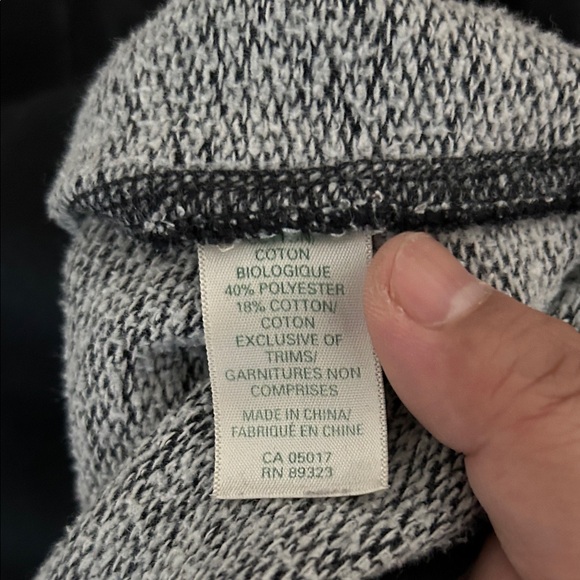 COTON
BIOLOGIQUE
40% POLYESTER
18% COTTON/
COTON
EXCLUSIVE OF
TRIMS/
GARNITURES NON
COMPRISES
MADE IN CHINA/
FABRIQUÉ EN CHINE
CA 05017
RN 89323